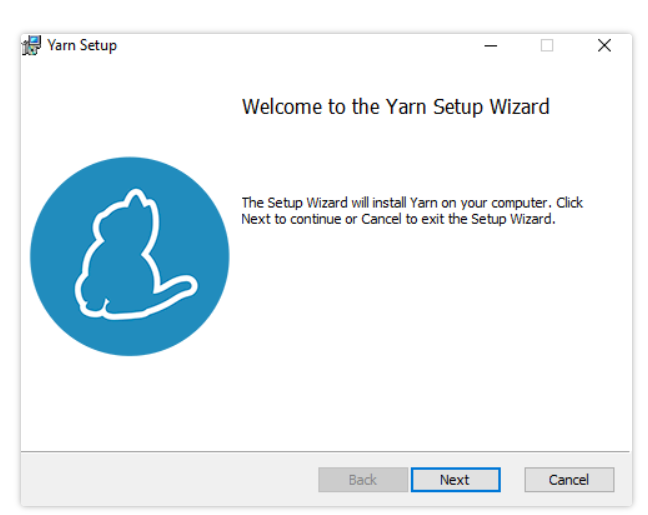 Yarn Setup
Welcome to the Yarn Setup Wizard
The Setup Wizard will install Yarn on your computer. Click
Next to continue or Cancel to exit the Setup Wizard.
Back Next Cancel